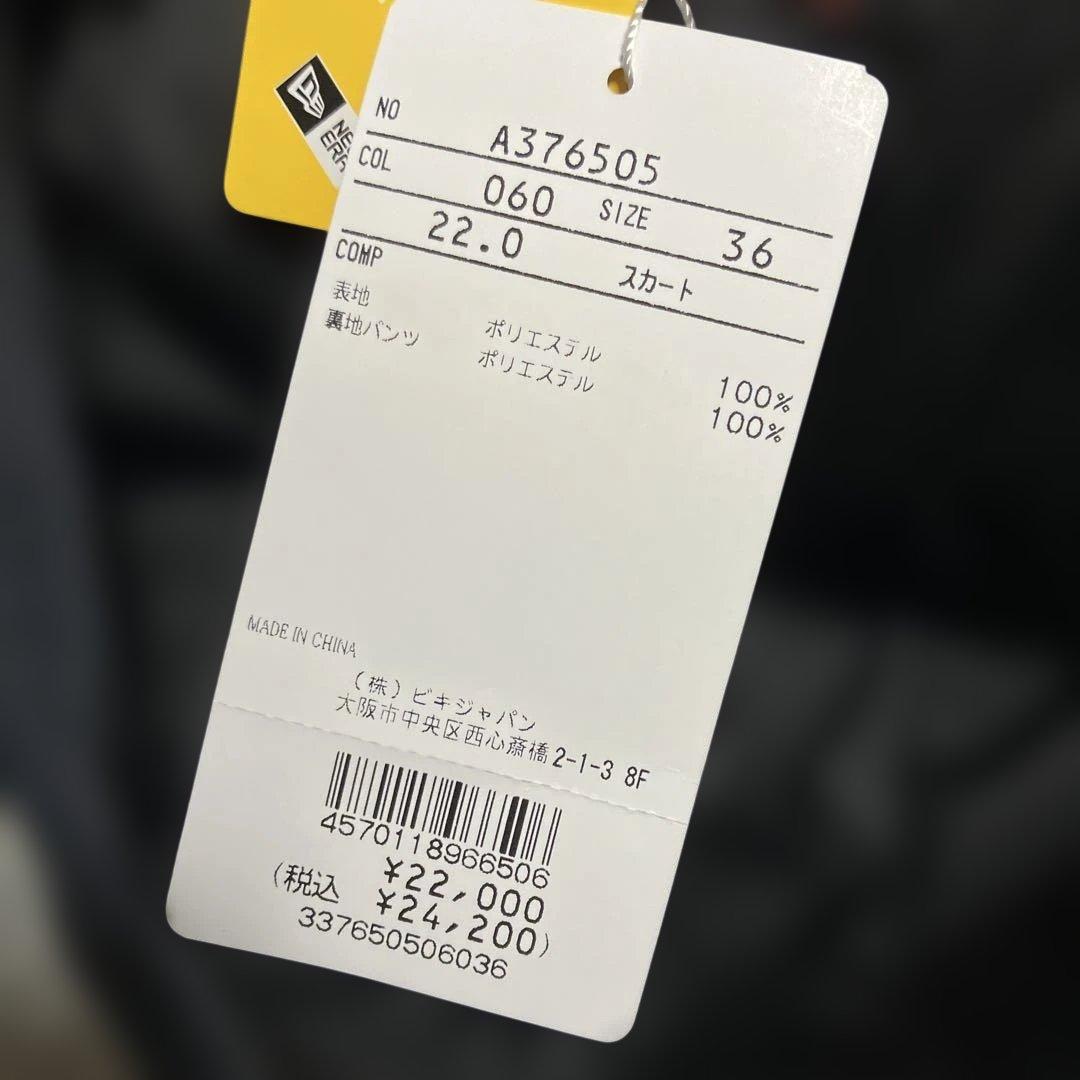 NEW
ERA
NO A376505
COL 060 SIZE 36
22.0 スカート
COMP
表地 ポリエステル 100%
裏地パンツ ポリエステル 100%
MADE IN CHINA
(株)ビキジャパン
大阪市中央区西心斎橋2-1-3 8F
4570118966506
¥22,000
(税込 ¥24,200)
337650506036